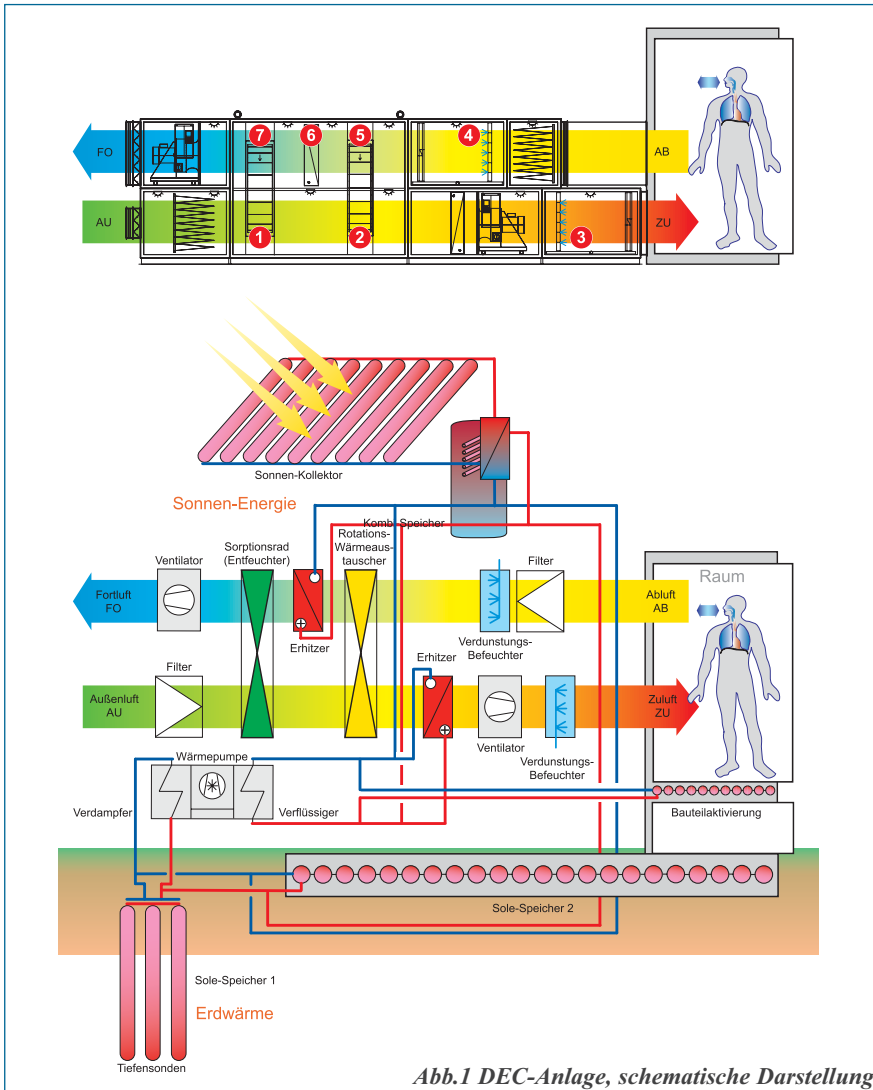 7 6 5 4
FO
AB
AU
ZU
1 2 3
Sonnen-Kollektor
Sonnen-Energie
Kombi-Speicher
Rotations-
Wärmeaus-
tauscher
Sorptionsrad
(Entfeuchter)
Ventilator
Filter
Raum
Fortluft
FO
Abluft
AB
Erhitzer
Verdunstungs-
Befeuchter
Filter
Erhitzer
Außenluft
AU
Zuluft
ZU
Ventilator
Verdunstungs-
Befeuchter
Wärmepumpe
Verdampfer
Verflüssiger
Bauteilaktivierung
Sole-Speicher 2
Sole-Speicher 1
Erdwärme
Tiefensonden
Abb.1 DEC-Anlage, schematische Darstellung